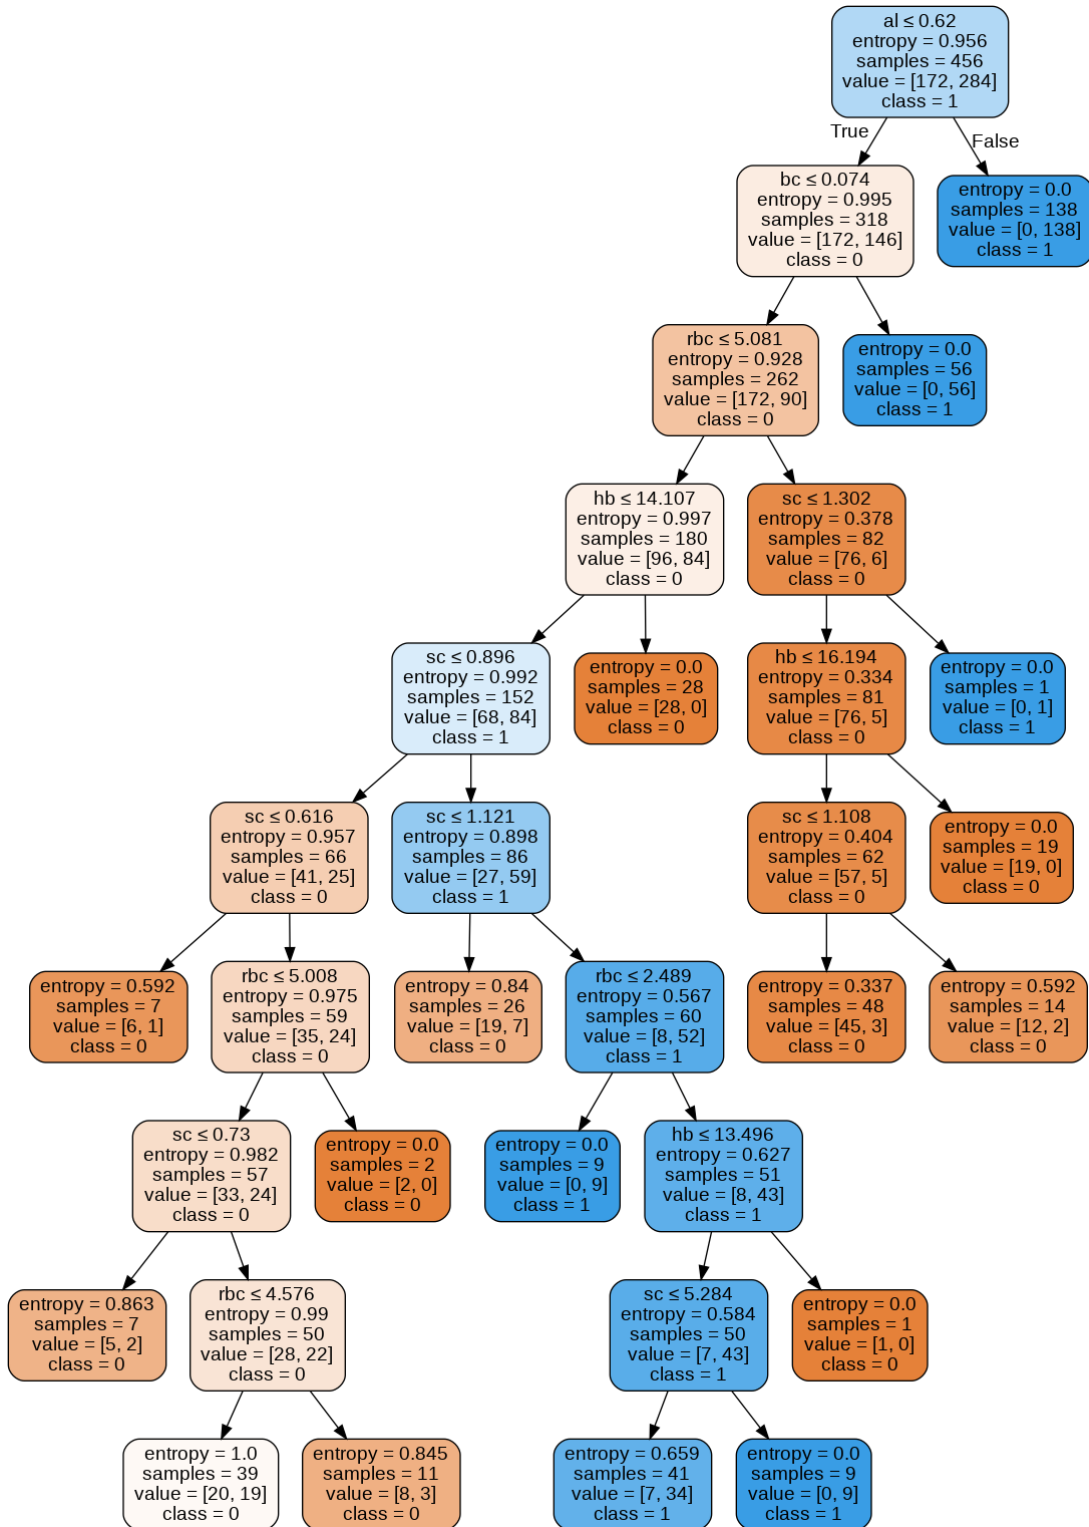 al ≤ 0.62
entropy = 0.956
samples = 456
value = [172, 284]
class = 1
True
False
bc ≤ 0.074
entropy = 0.995
samples = 318
value = [172, 146]
class = 0
entropy = 0.0
samples = 138
value = [0, 138]
class = 1
rbc ≤ 5.081
entropy = 0.928
samples = 262
value = [172, 90]
class = 0
entropy = 0.0
samples = 56
value = [0, 56]
class = 1
hb ≤ 14.107
entropy = 0.997
samples = 180
value = [96, 84]
class = 0
sc ≤ 1.302
entropy = 0.378
samples = 82
value = [76, 6]
class = 0
sc ≤ 0.896
entropy = 0.992
samples = 152
value = [68, 84]
class = 1
entropy = 0.0
samples = 28
value = [28, 0]
class = 0
hb ≤ 16.194
entropy = 0.334
samples = 81
value = [76, 5]
class = 0
entropy = 0.0
samples = 1
value = [0, 1]
class = 1
sc ≤ 0.616
entropy = 0.957
samples = 66
value = [41, 25]
class = 0
sc ≤ 1.121
entropy = 0.898
samples = 86
value = [27, 59]
class = 1
sc ≤ 1.108
entropy = 0.404
samples = 62
value = [57, 5]
class = 0
entropy = 0.0
samples = 19
value = [19, 0]
class = 0
entropy = 0.592
samples = 7
value = [6, 1]
class = 0
rbc ≤ 5.008
entropy = 0.975
samples = 59
value = [35, 24]
class = 0
entropy = 0.84
samples = 26
value = [19, 7]
class = 0
rbc ≤ 2.489
entropy = 0.567
samples = 60
value = [8, 52]
class = 1
entropy = 0.337
samples = 48
value = [45, 3]
class = 0
entropy = 0.592
samples = 14
value = [12, 2]
class = 0
sc ≤ 0.73
entropy = 0.982
samples = 57
value = [33, 24]
class = 0
entropy = 0.0
samples = 2
value = [2, 0]
class = 0
entropy = 0.0
samples = 9
value = [0, 9]
class = 1
hb ≤ 13.496
entropy = 0.627
samples = 51
value = [8, 43]
class = 1
entropy = 0.863
samples = 7
value = [5, 2]
class = 0
rbc ≤ 4.576
entropy = 0.99
samples = 50
value = [28, 22]
class = 0
sc ≤ 5.284
entropy = 0.584
samples = 50
value = [7, 43]
class = 1
entropy = 0.0
samples = 1
value = [1, 0]
class = 0
entropy = 1.0
samples = 39
value = [20, 19]
class = 0
entropy = 0.845
samples = 11
value = [8, 3]
class = 0
entropy = 0.659
samples = 41
value = [7, 34]
class = 1
entropy = 0.0
samples = 9
value = [0, 9]
class = 1